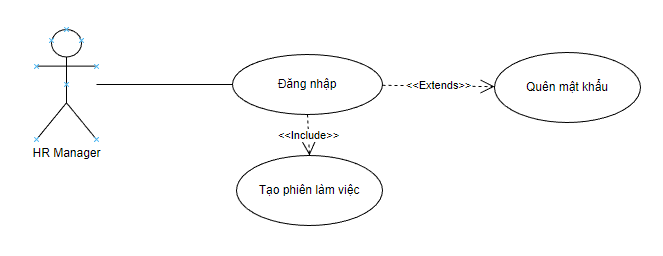 Đăng nhập
<<Extends>>
Quên mật khẩu
<<Include>>
HR Manager
Tạo phiên làm việc